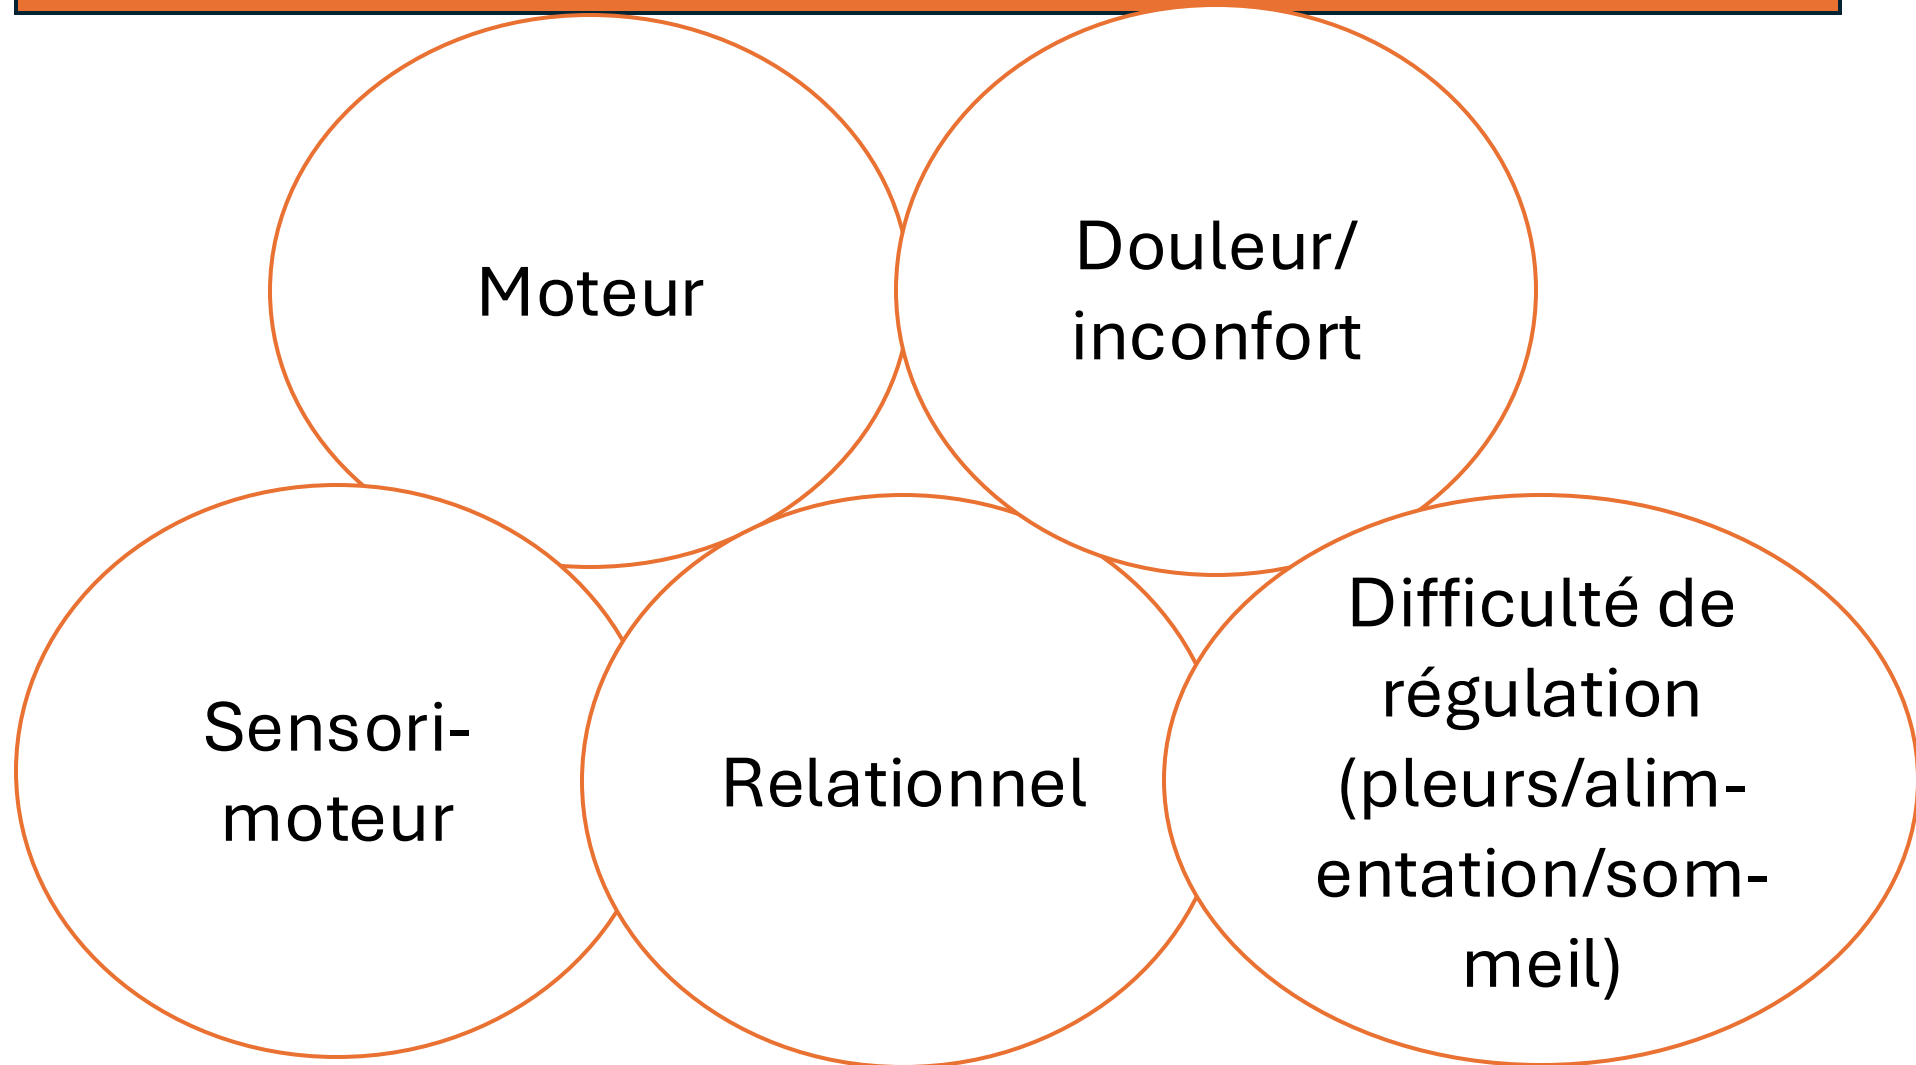 Moteur
Douleur/
inconfort
Sensori-
moteur
Relationnel
Difficulté de
régulation
(pleurs/alim-
entation/som-
meil)